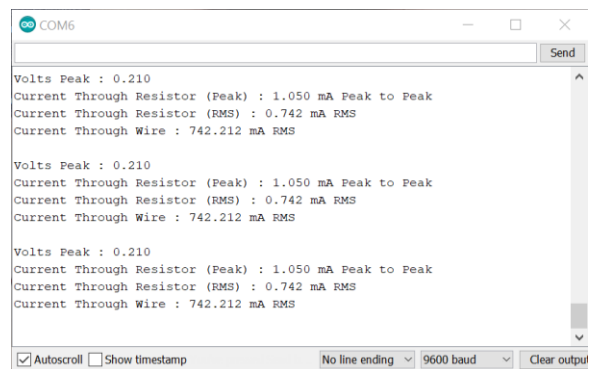 COM6
Send
Volts Peak : 0.210
Current Through Resistor (Peak) : 1.050 mA Peak to Peak
Current Through Resistor (RMS) : 0.742 mA RMS
Current Through Wire : 742.212 mA RMS
Volts Peak : 0.210
Current Through Resistor (Peak) : 1.050 mA Peak to Peak
Current Through Resistor (RMS) : 0.742 mA RMS
Current Through Wire : 742.212 mA RMS
Volts Peak : 0.210
Current Through Resistor (Peak) : 1.050 mA Peak to Peak
Current Through Resistor (RMS) : 0.742 mA RMS
Current Through Wire : 742.212 mA RMS
Autoscroll Show timestamp No line ending 9600 baud Clear output